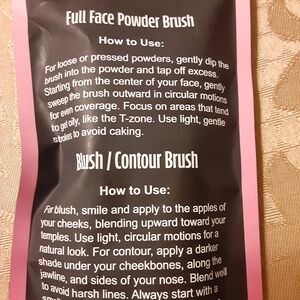 Full Face Powder Brush
How to Use:
For loose or pressed powders, gently dip the
brush into the powder and tap off excess.
Starting from the center of your face, gently
sweep the brush outward in circular motions
for even coverage. Focus on areas that tend
to get oily, like the T-zone. Use light, gentle
strokes to avoid caking.
Blush / Contour Brush
How to Use:
For blush, smile and apply to the apples of
your cheeks, blending upward toward your
temples. Use light, circular motions for a
natural look. For contour, apply a darker
shade under your cheekbones, along the
jawline, and sides of your nose. Blend well
to avoid harsh lines. Always start with a